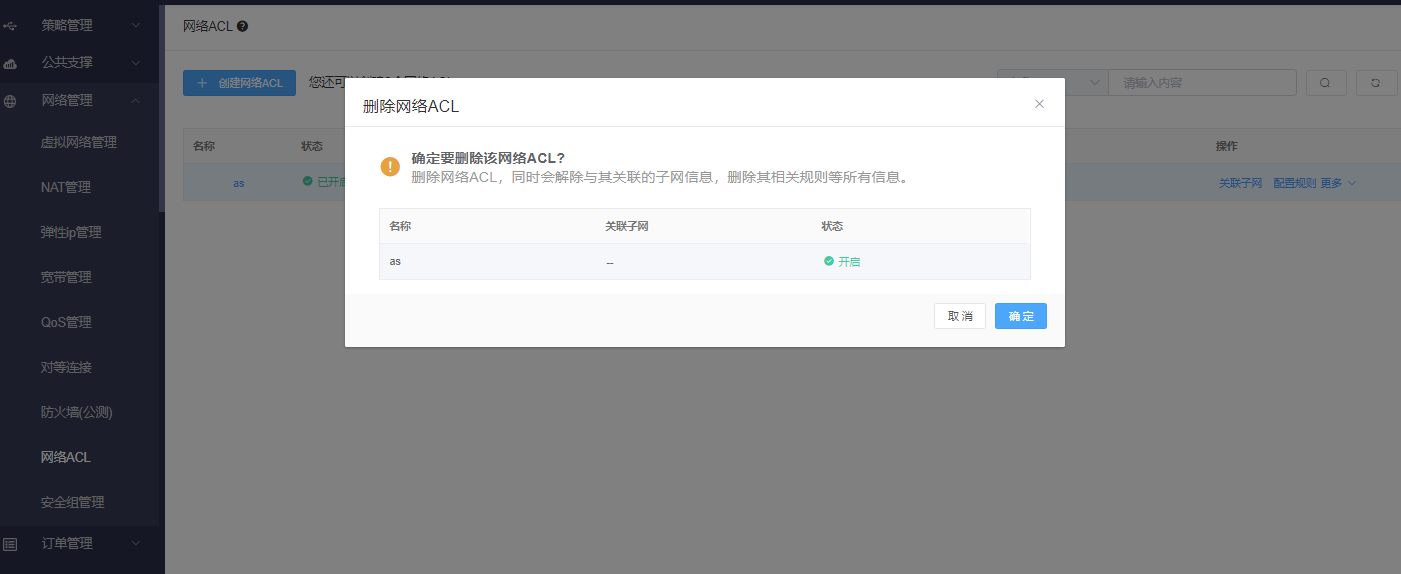 策略管理
公共支撑
网络管理
虚拟网络管理
NAT管理
弹性ip管理
宽带管理
QoS管理
对等连接
防火墙(公测)
网络ACL
安全组管理
订单管理
网络ACL
创建网络ACL
您还可
请输入内容
名称 状态 操作
as 已开启 关联子网 配置规则 更多
删除网络ACL
确定要删除该网络ACL?
删除网络ACL，同时会解除与其关联的子网信息，删除其相关规则等所有信息。
名称 关联子网 状态
as -- 开启
取消 确定